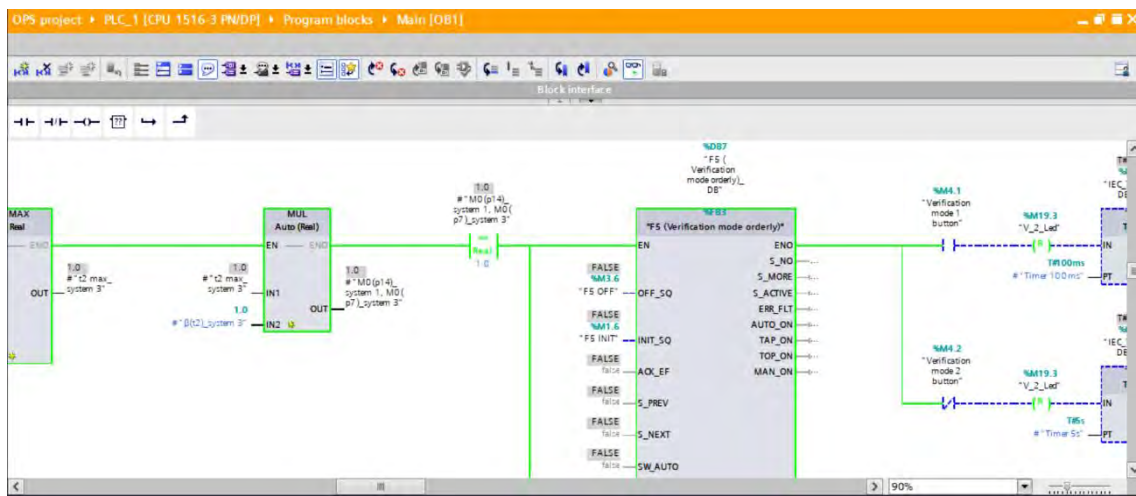 OPS project ▸ PLC_1 [CPU 1516-3 PN/DP] ▸ Program blocks ▸ Main [OB1]
Block interface
%DB7
"F5 (
Verification
mode orderly)_
DB"
MAX
Real
ENO
OUT
1.0
#"t2 max_
system 3"
MUL
Auto (Real)
EN
ENO
1.0
#"t2 max_
system 3"
IN1
1.0
#"β(t2)_system 3"
IN2
OUT
1.0
#"M0(p14)_
system 1, M0(
p7)_system 3"
1.0
#"M0(p14)_
system 1, M0(
p7)_system 3"
==
Real
1.0
%FB3
"F5 (Verification mode orderly)"
EN
FALSE
%M3.6
"F5 OFF"
OFF_SQ
FALSE
%M1.6
"F5 INIT"
INIT_SQ
FALSE
false
ACK_EF
FALSE
false
S_PREV
FALSE
false
S_NEXT
FALSE
false
SW_AUTO
ENO
S_NO
S_MORE
S_ACTIVE
ERR_FLT
AUTO_ON
TAP_ON
TOP_ON
MAN_ON
%M4.1
"Verification
mode 1
button"
%M19.3
"V_2_Led"
R
T#100ms
#"Timer 100ms"
IN
PT
%M4.2
"Verification
mode 2
button"
%M19.3
"V_2_Led"
R
T#5s
#"Timer 5s"
IN
PT
90%